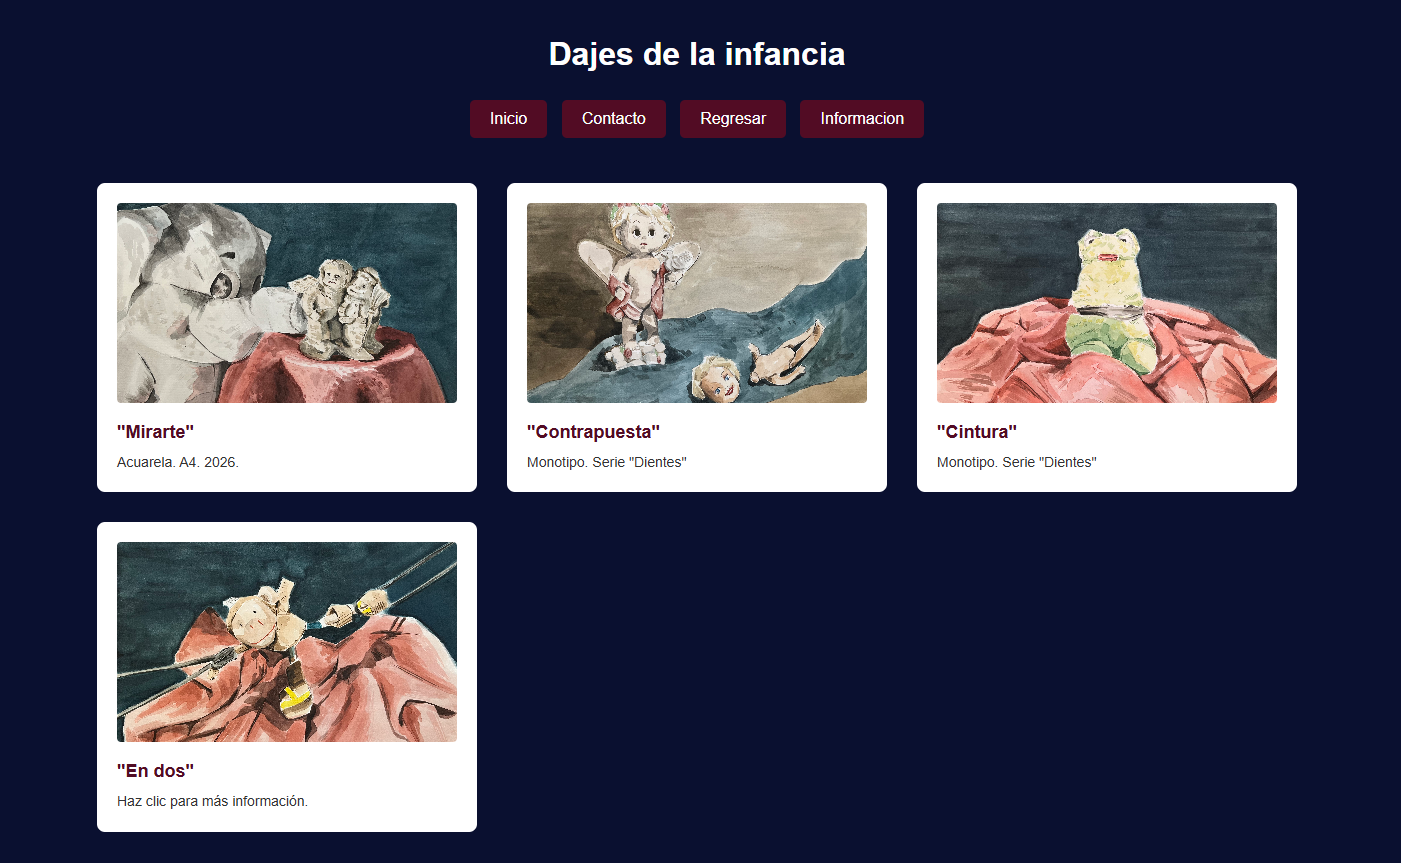 Dajes de la infancia
Inicio
Contacto
Regresar
Informacion
"Mirarte"
Acuarela. A4. 2026.
"Contrapuesta"
Monotipo. Serie "Dientes"
"Cintura"
Monotipo. Serie "Dientes"
"En dos"
Haz clic para más información.